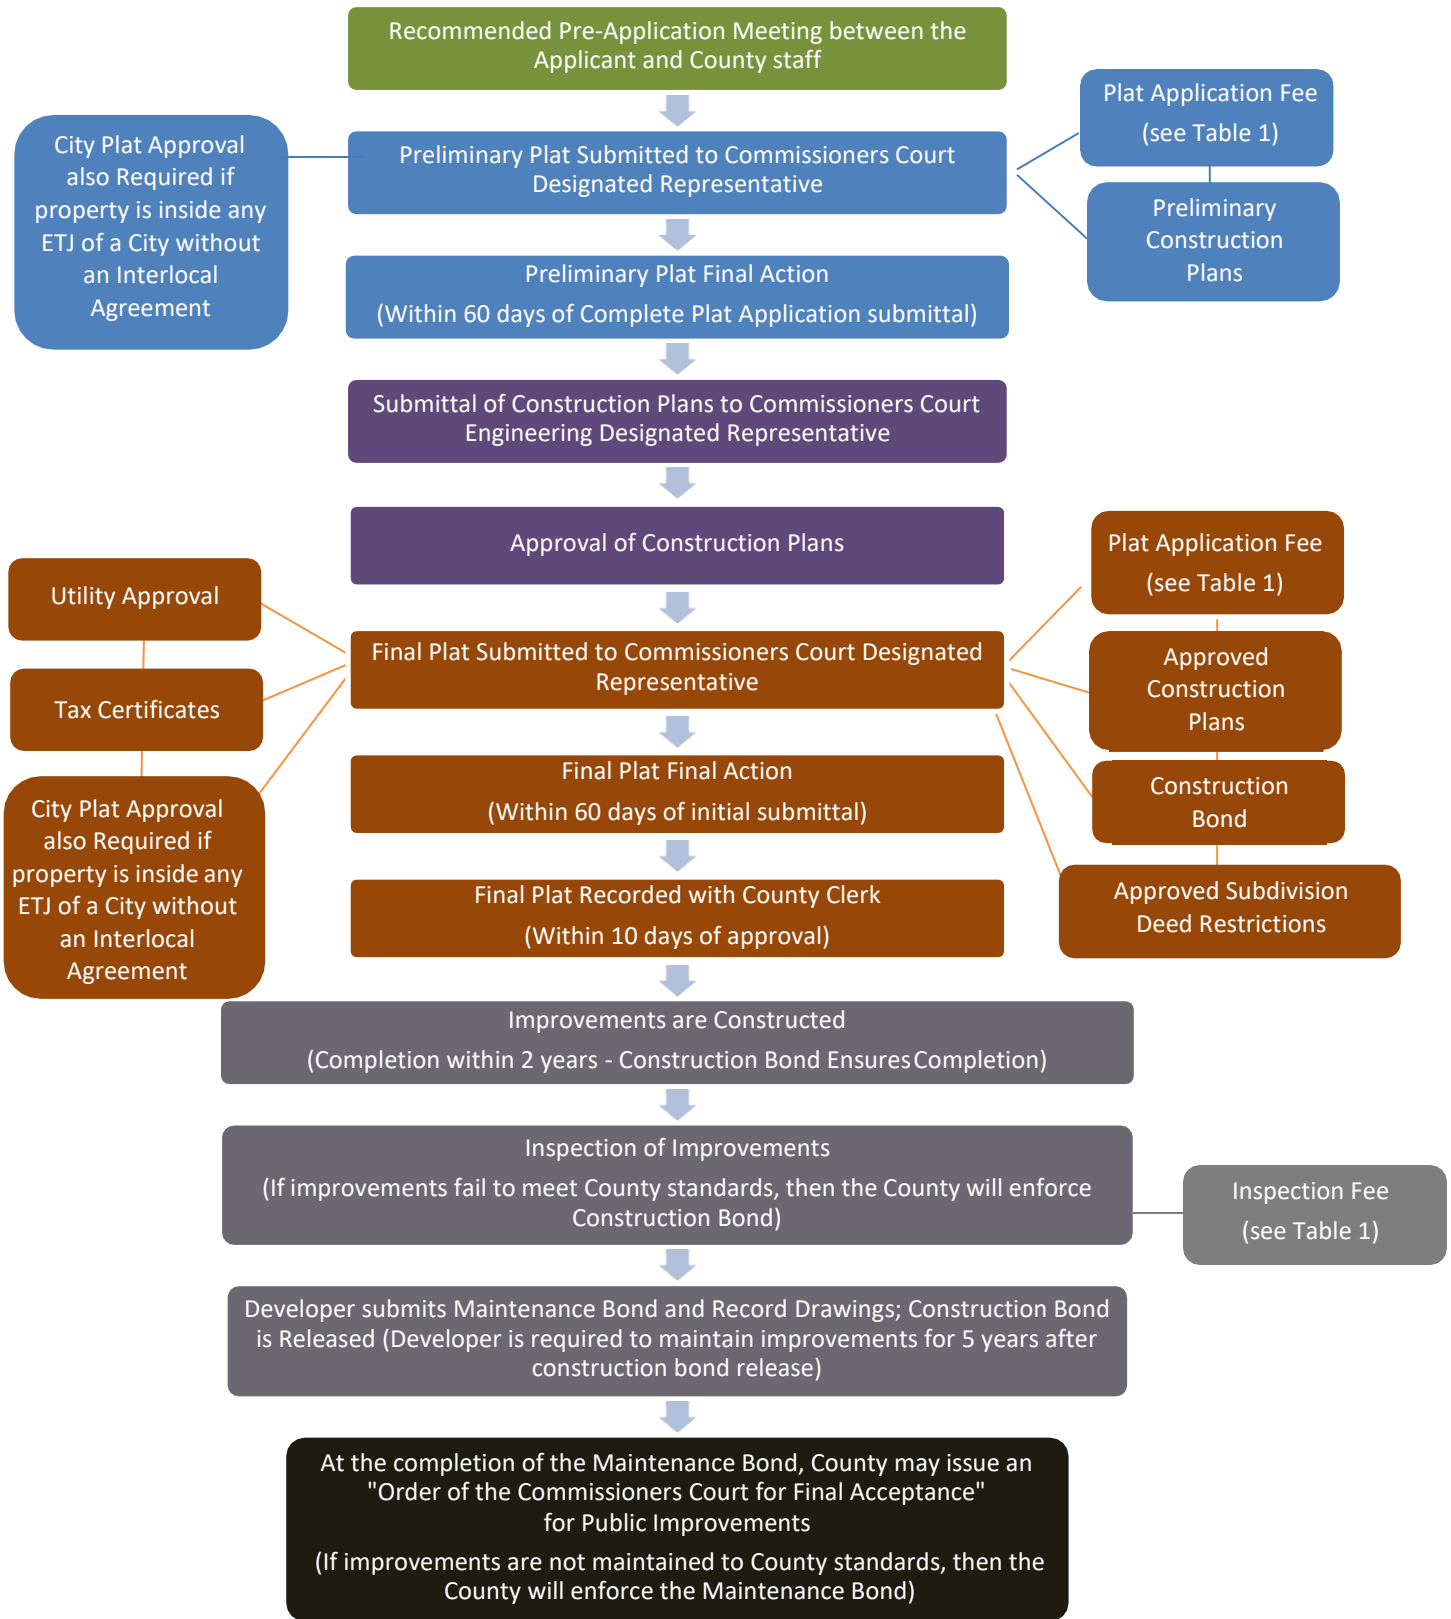 Recommended Pre-Application Meeting between the
Applicant and County staff
City Plat Approval
also Required if
property is inside any
ETJ of a City without
an Interlocal
Agreement
Preliminary Plat Submitted to Commissioners Court
Designated Representative
Plat Application Fee
(see Table 1)
Preliminary
Construction
Plans
Preliminary Plat Final Action
(Within 60 days of Complete Plat Application submittal)
Submittal of Construction Plans to Commissioners Court
Engineering Designated Representative
Approval of Construction Plans
Utility Approval
Tax Certificates
City Plat Approval
also Required if
property is inside any
ETJ of a City without
an Interlocal
Agreement
Final Plat Submitted to Commissioners Court Designated
Representative
Plat Application Fee
(see Table 1)
Approved
Construction
Plans
Construction
Bond
Approved Subdivision
Deed Restrictions
Final Plat Final Action
(Within 60 days of initial submittal)
Final Plat Recorded with County Clerk
(Within 10 days of approval)
Improvements are Constructed
(Completion within 2 years - Construction Bond Ensures Completion)
Inspection of Improvements
(If improvements fail to meet County standards, then the County will enforce
Construction Bond)
Inspection Fee
(see Table 1)
Developer submits Maintenance Bond and Record Drawings; Construction Bond
is Released (Developer is required to maintain improvements for 5 years after
construction bond release)
At the completion of the Maintenance Bond, County may issue an
"Order of the Commissioners Court for Final Acceptance"
for Public Improvements
(If improvements are not maintained to County standards, then the
County will enforce the Maintenance Bond)